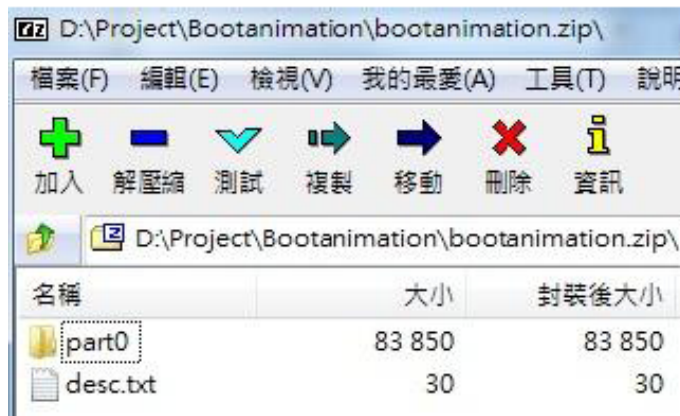 D:\Project\Bootanimation\bootanimation.zip\
檔案(F) 編輯(E) 檢視(V) 我的最愛(A) 工具(T) 說明
加入 解壓縮 測試 複製 移動 刪除 資訊
D:\Project\Bootanimation\bootanimation.zip\
名稱 大小 封裝後大小
part0 83 850 83 850
desc.txt 30 30